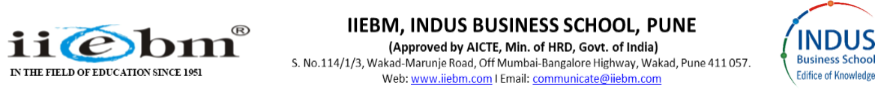 iiebm®
IN THE FIELD OF EDUCATION SINCE 1951
IIEBM, INDUS BUSINESS SCHOOL, PUNE
(Approved by AICTE, Min. of HRD, Govt. of India)
S. No.114/1/3, Wakad-Marunje Road, Off Mumbai-Bangalore Highway, Wakad, Pune 411 057.
Web: www.iiebm.com I Email: communicate@iiebm.com
INDUS
Business School
Edifice of Knowledge